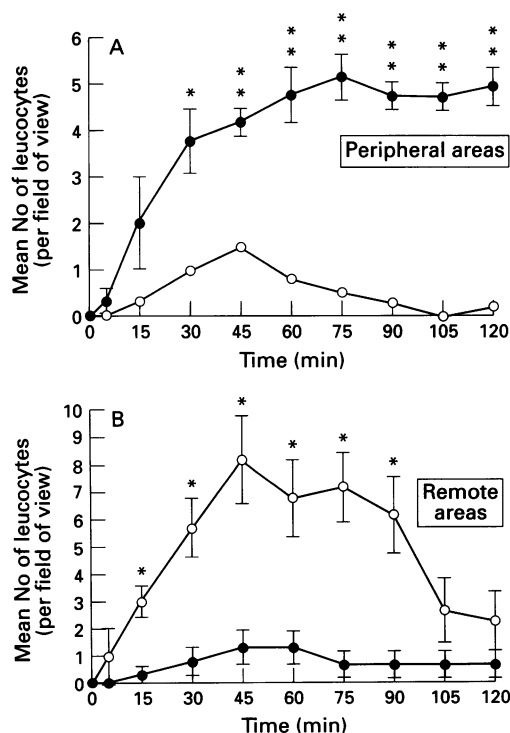 A
* ** ** ** ** ** **
6
5
4
3
2
1
0
Mean No of leucocytes
(per field of view)
Peripheral areas
0 15 30 45 60 75 90 105 120
Time (min)
B
* * * * * *
10
9
8
7
6
5
4
3
2
1
0
Mean No of leucocytes
(per field of view)
Remote
areas
0 15 30 45 60 75 90 105 120
Time (min)